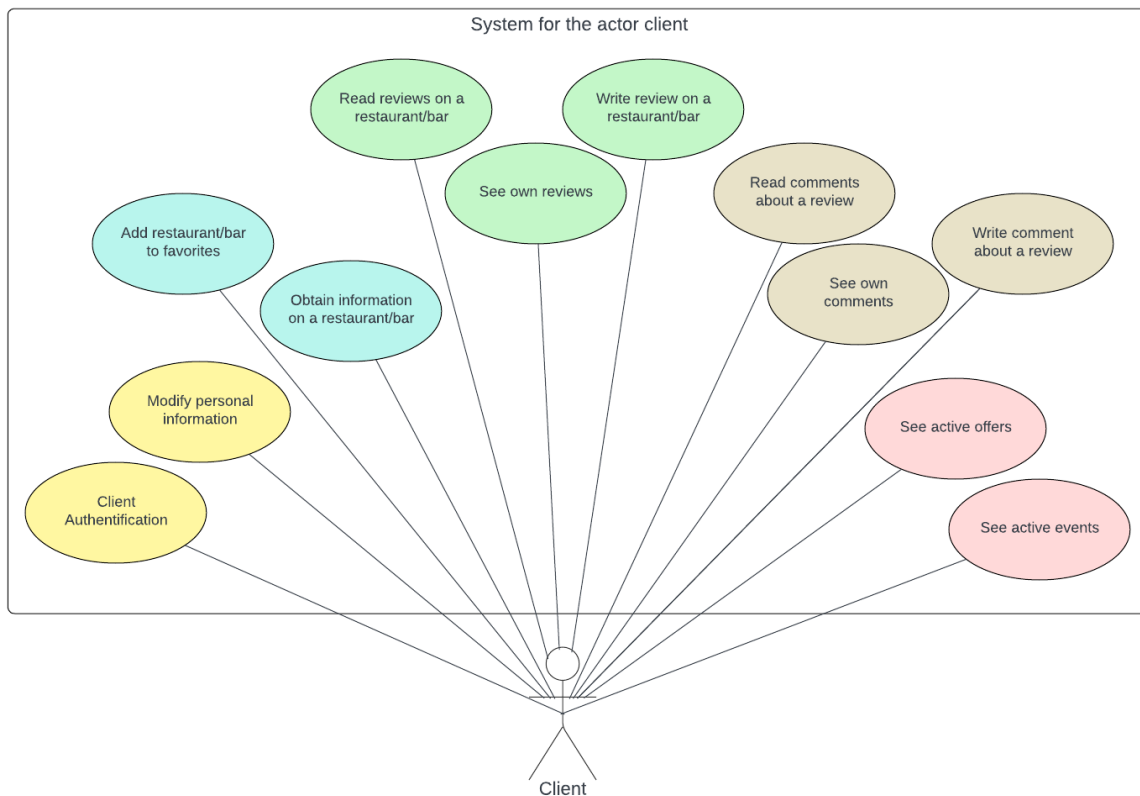 System for the actor client
Read reviews on a
restaurant/bar
Write review on a
restaurant/bar
See own reviews
Read comments
about a review
Add restaurant/bar
to favorites
Write comment
about a review
Obtain information
on a restaurant/bar
See own
comments
Modify personal
information
See active offers
Client
Authentification
See active events
Client